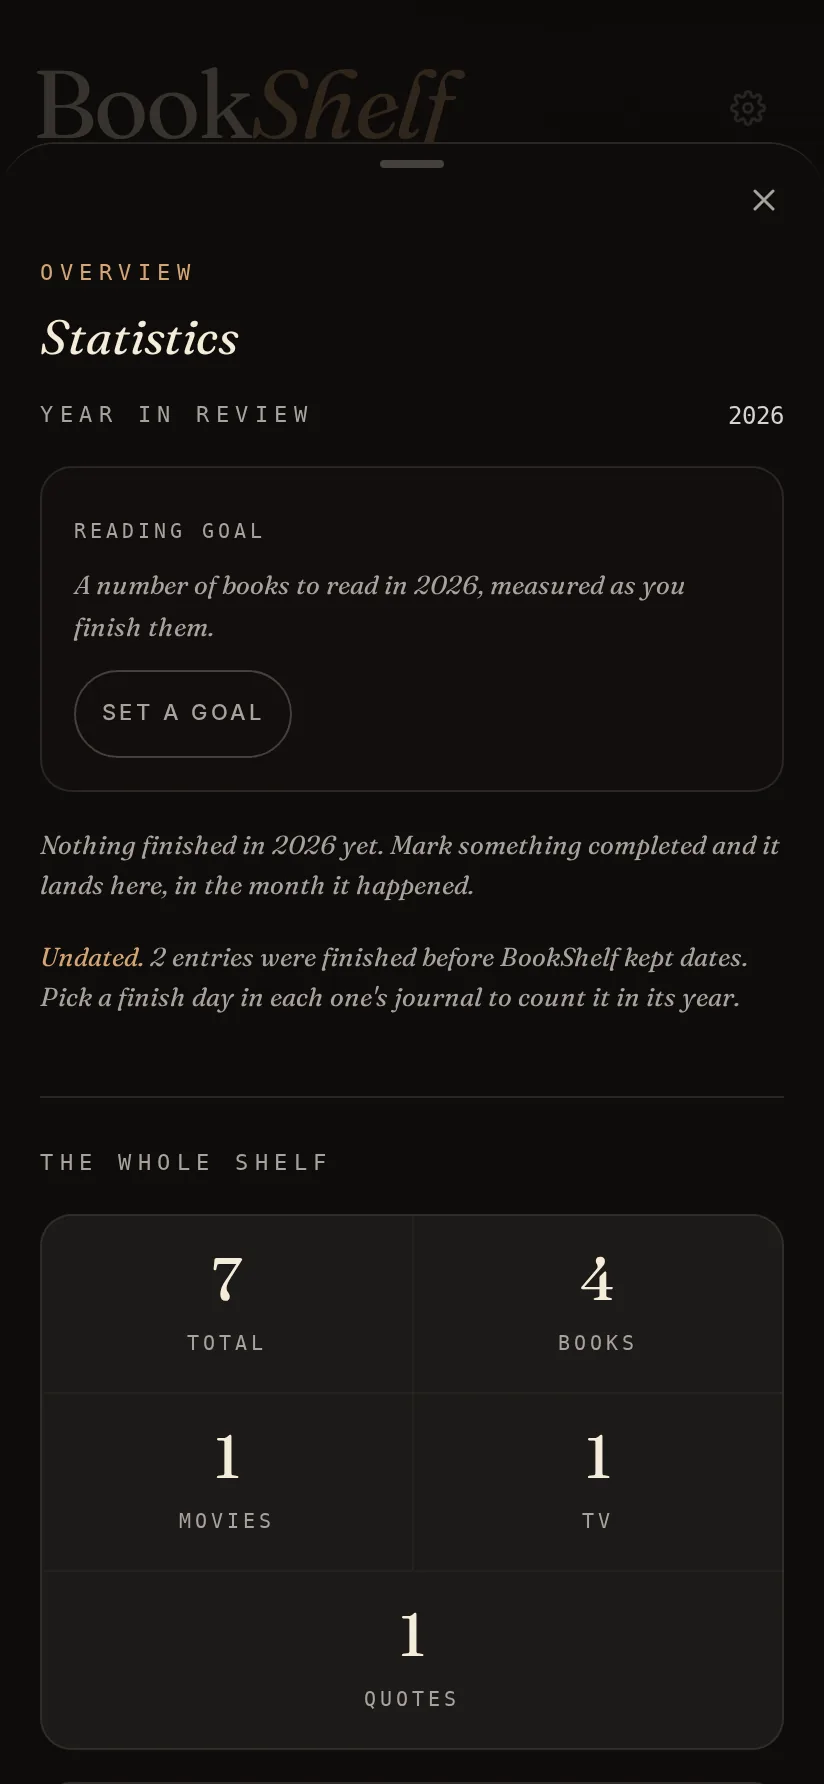 BookShelf
OVERVIEW
Statistics
YEAR IN REVIEW
2026
READING GOAL
A number of books to read in 2026, measured as you
finish them.
SET A GOAL
Nothing finished in 2026 yet. Mark something completed and it
lands here, in the month it happened.
Undated. 2 entries were finished before BookShelf kept dates.
Pick a finish day in each one's journal to count it in its year.
THE WHOLE SHELF
7
TOTAL
4
BOOKS
1
MOVIES
1
TV
1
QUOTES